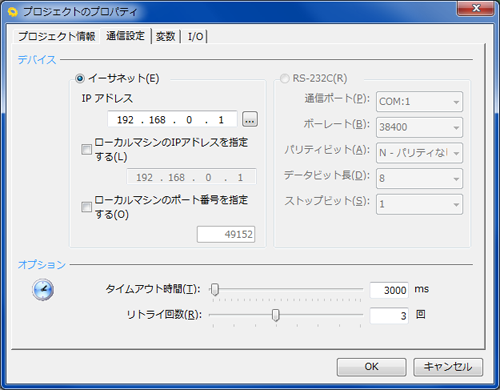 プロジェクトのプロパティ
プロジェクト情報 通信設定 変数 I/O
デバイス
イーサネット(E)
IP アドレス
192 . 168 . 0 . 1 ...
ローカルマシンのIPアドレスを指定
する(L)
192 . 168 . 0 . 1
ローカルマシンのポート番号を指定
する(O)
49152
RS-232C(R)
通信ポート(P): COM:1
ボーレート(B): 38400
パリティビット(A): N - パリティな
データビット長(D): 8
ストップビット(S): 1
オプション
タイムアウト時間(T): 3000 ms
リトライ回数(R): 3 回
OK キャンセル